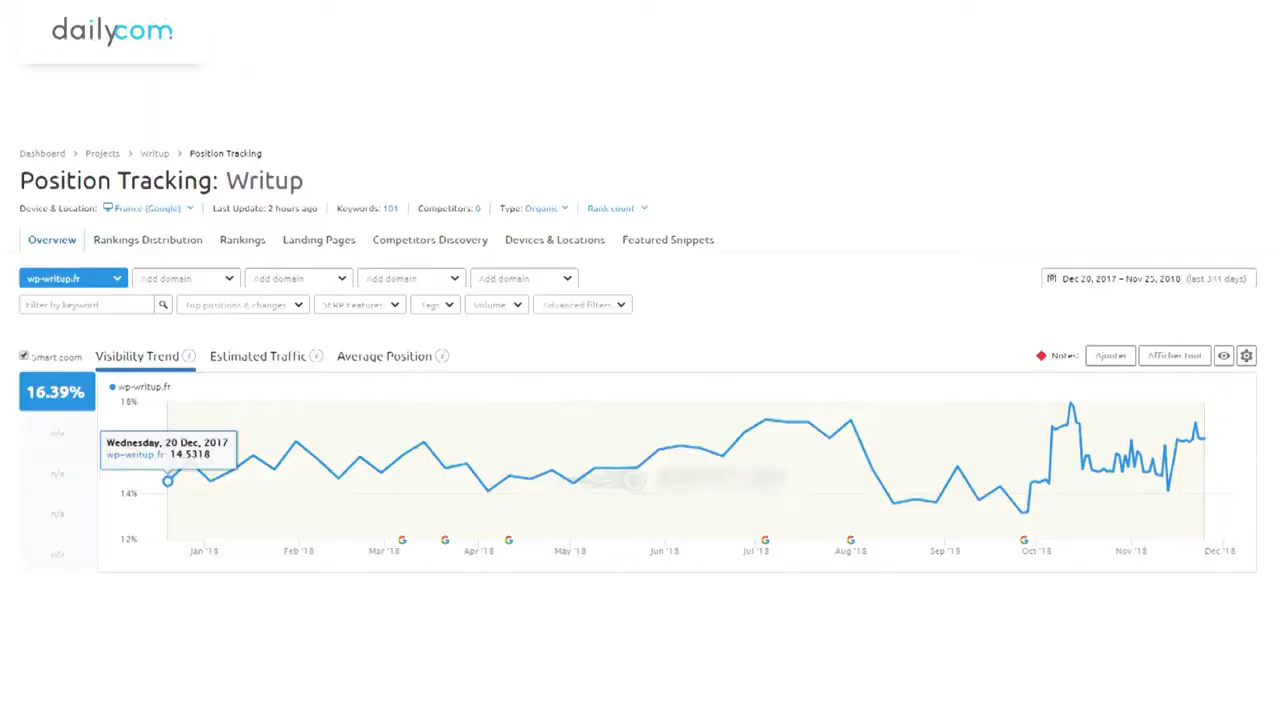 dailycom
Dashboard > Projects > Writup > Position Tracking
Position Tracking: Writup
Device & Location: France (Google) Last Update: 2 hours ago Keywords: 101 Competitors: 0 Type: Organic Rank count
Overview Rankings Distribution Rankings Landing Pages Competitors Discovery Devices & Locations Featured Snippets
wp-writup.fr Add domain Add domain Add domain Add domain Dec 20, 2017 – Nov 25, 2018 (last 341 days)
Filter by keyword Top positions & changes SERP Features Tags Volume Advanced filters
Smart zoom Visibility Trend i Estimated Traffic i Average Position i Notes: Ajouter Afficher tout
16.39% wp-writup.fr
18%
n/a
Wednesday, 20 Dec, 2017
wp-writup.fr: 14.5318
n/a
14%
n/a
12%
n/a
Jan '18 Feb '18 Mar '18 Apr '18 May '18 Jun '18 Jul '18 Aug '18 Sep '18 Oct '18 Nov '18 Dec '18